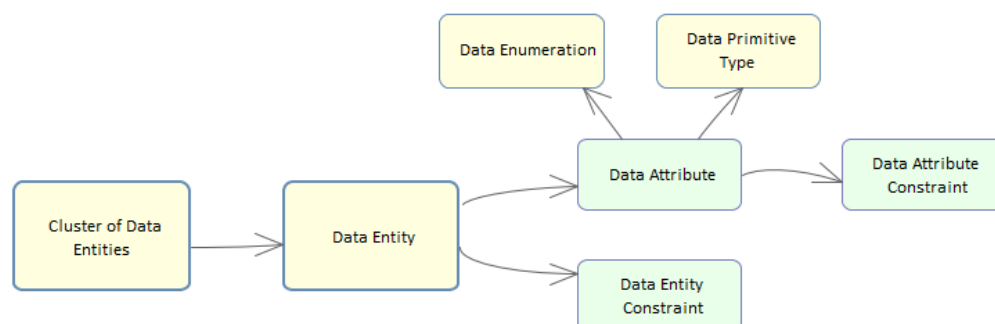 Data Enumeration
Data Primitive
Type
Data Attribute
Data Attribute
Constraint
Cluster of Data
Entities
Data Entity
Data Entity
Constraint